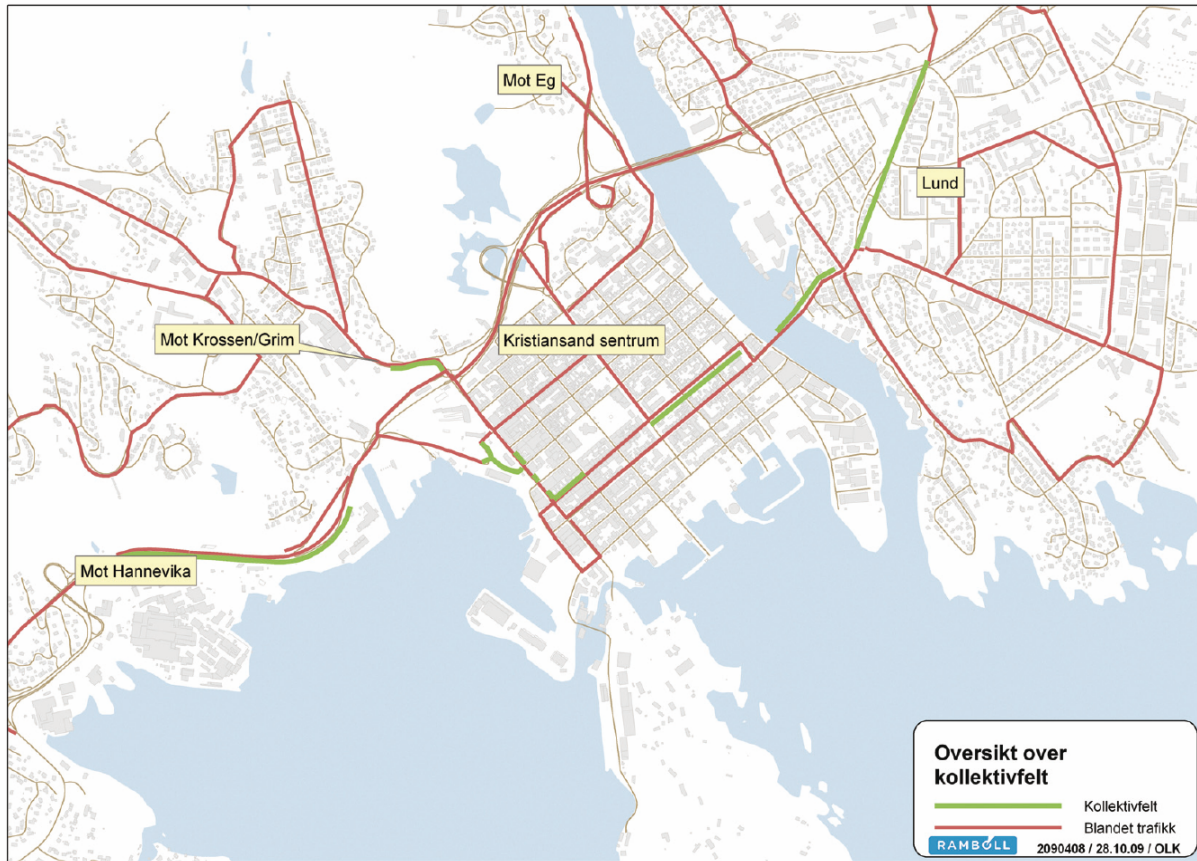 Mot Eg
Lund
Mot Krossen/Grim
Kristiansand sentrum
Mot Hannevika
Oversikt over
kollektivfelt
Kollektivfelt
Blandet trafikk
RAMBOLL 2090408 / 28.10.09 / OLK